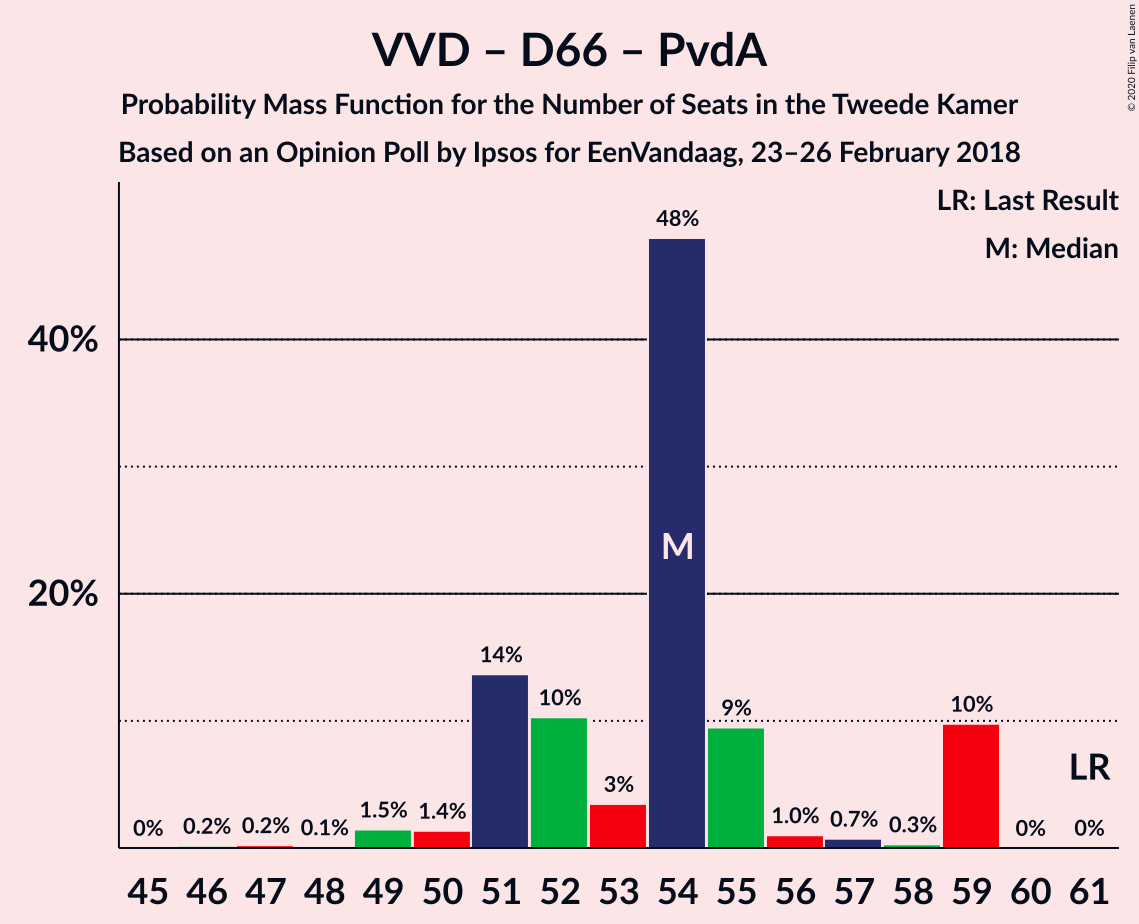 VVD – D66 – PvdA
Probability Mass Function for the Number of Seats in the Tweede Kamer
Based on an Opinion Poll by Ipsos for EenVandaag, 23–26 February 2018
© 2020 Filip van Laenen
LR: Last Result
M: Median
40%
20%
0% 0.2% 0.2% 0.1% 1.5% 1.4% 14% 10% 3% 48% 9% 1.0% 0.7% 0.3% 10% 0% 0%
M
LR
45 46 47 48 49 50 51 52 53 54 55 56 57 58 59 60 61